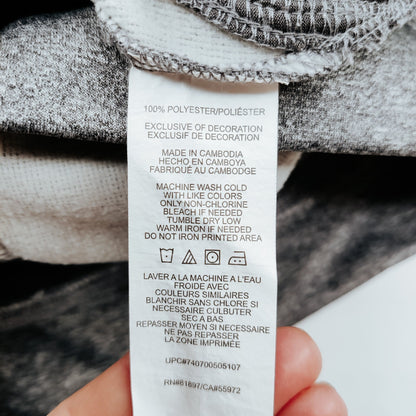 100% POLYESTER/POLIÉSTER
EXCLUSIVE OF DECORATION
EXCLUSIF DE DECORATION
MADE IN CAMBODIA
HECHO EN CAMBOYA
FABRIQUÉ AU CAMBODGE
MACHINE WASH COLD
WITH LIKE COLORS
ONLY NON-CHLORINE
BLEACH IF NEEDED
TUMBLE DRY LOW
WARM IRON IF NEEDED
DO NOT IRON PRINTED AREA
LAVER A LA MACHINE A L'EAU
FROIDE AVEC
COULEURS SIMILAIRES
BLANCHIR SANS CHLORE SI
NECESSAIRE CULBUTER
SEC A BAS
REPASSER MOYEN SI NECESSAIRE
NE PAS REPASSER
LA ZONE IMPRIMÉE
UPC#740700505107
RN#61697/CA#55972